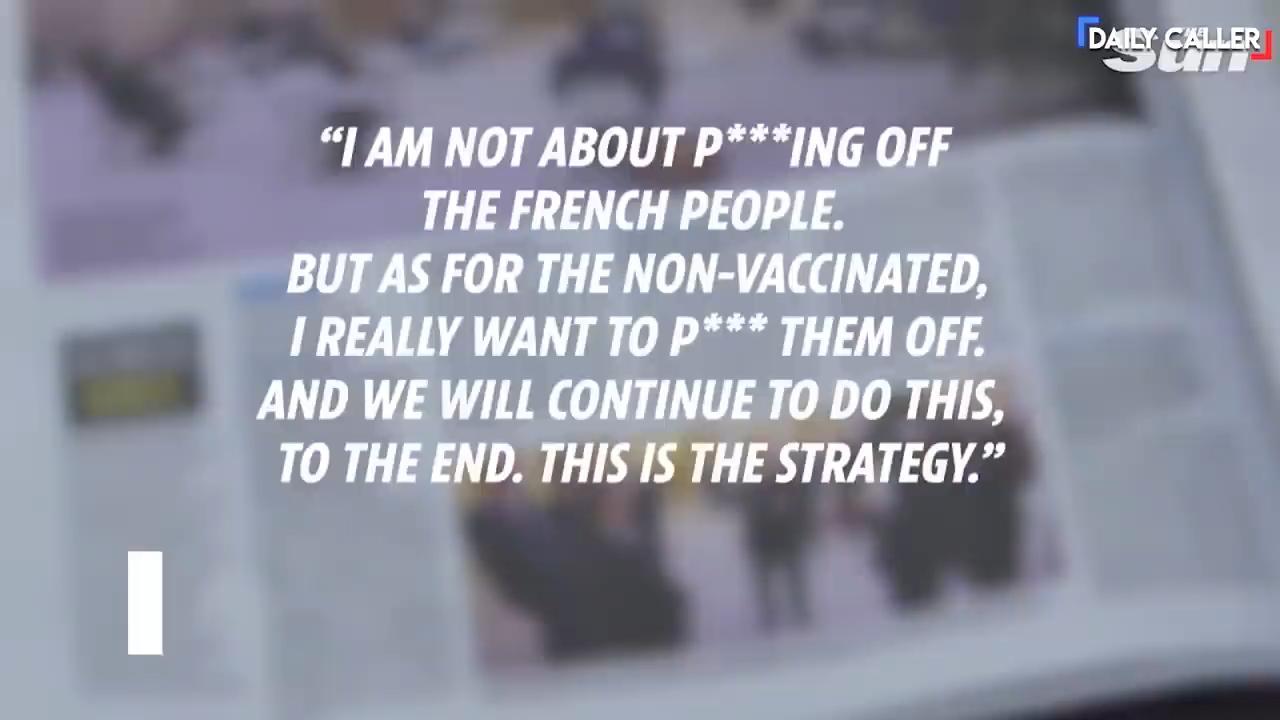 DAILY CALLER
Sun
“I AM NOT ABOUT P***ING OFF
THE FRENCH PEOPLE.
BUT AS FOR THE NON-VACCINATED,
I REALLY WANT TO P*** THEM OFF.
AND WE WILL CONTINUE TO DO THIS,
TO THE END. THIS IS THE STRATEGY.”